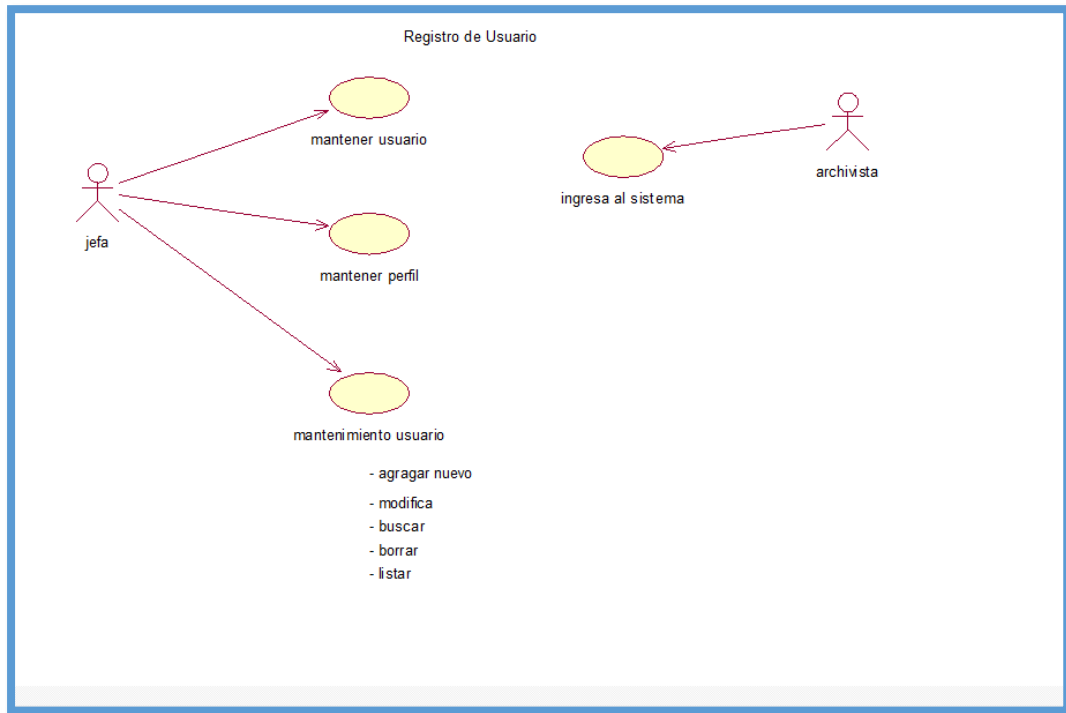 Registro de Usuario
mantener usuario
ingresa al sistema
archivista
jefa
mantener perfil
mantenimiento usuario
- agragar nuevo
- modifica
- buscar
- borrar
- listar